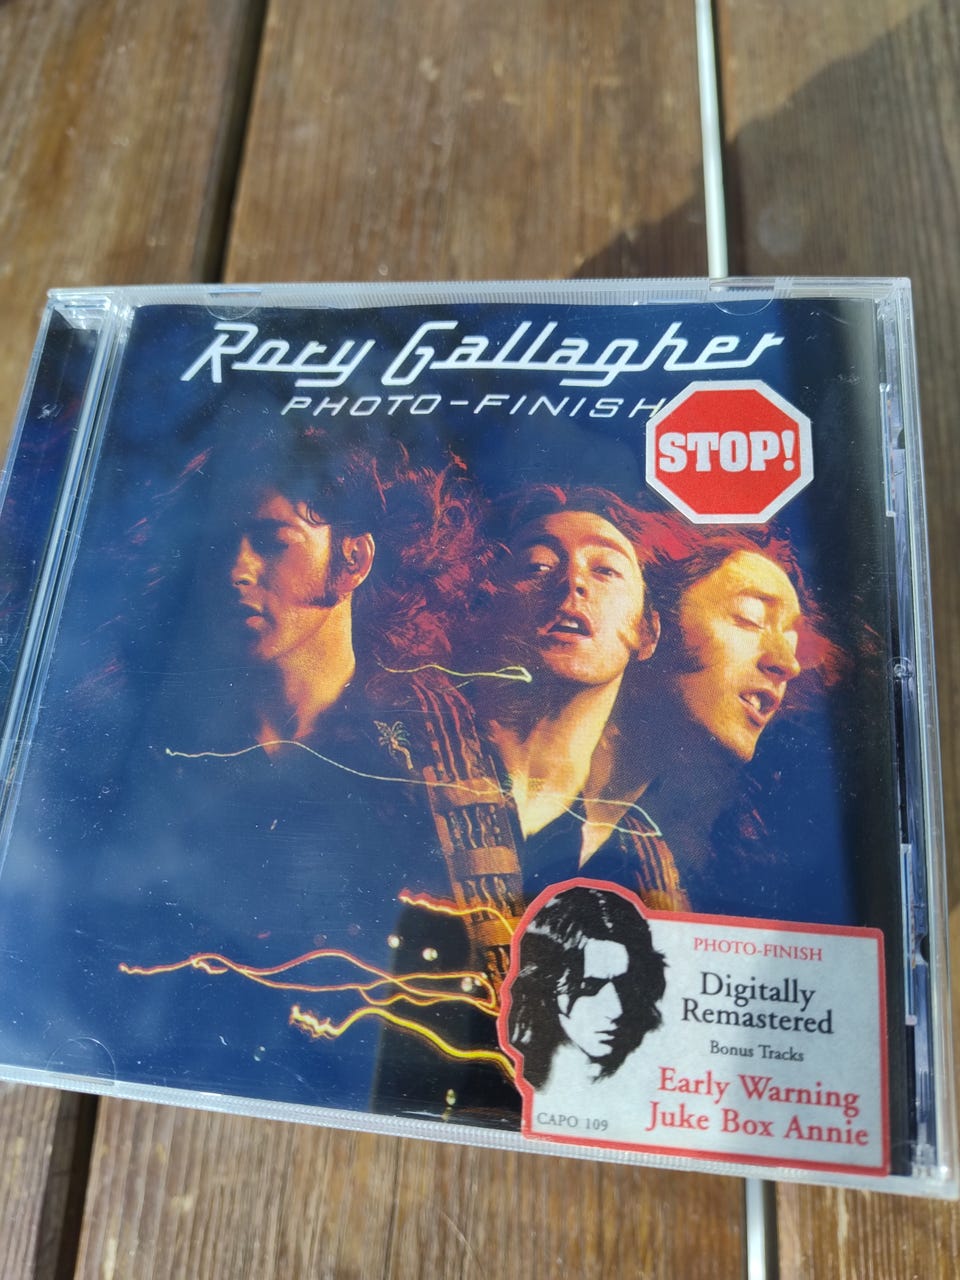 Rory Gallagher
PHOTO-FINISH
STOP!
PHOTO-FINISH
Digitally
Remastered
Bonus Tracks
Early Warning
Juke Box Annie
CAPO 109